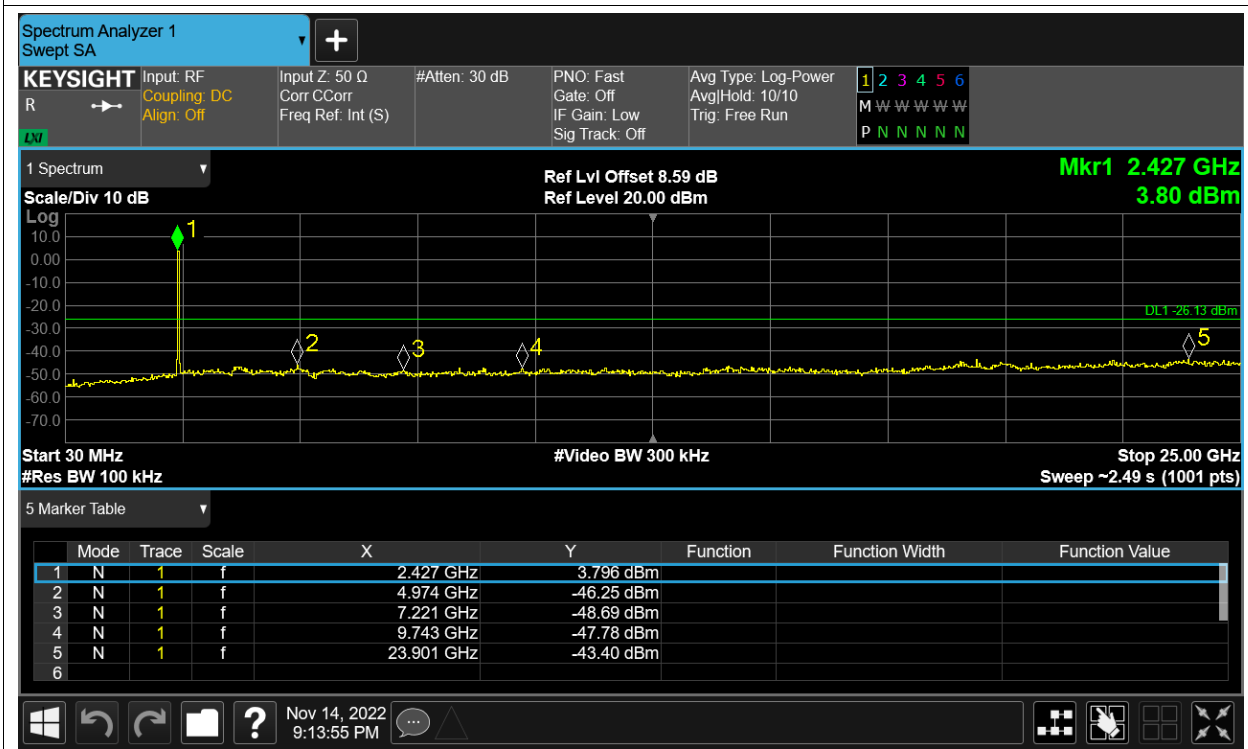 Spectrum Analyzer 1
Swept SA
+
KEYSIGHT Input: RF Input Z: 50 Ω #Atten: 30 dB PNO: Fast Avg Type: Log-Power 1 2 3 4 5 6
R Coupling: DC Corr CCorr Gate: Off Avg|Hold: 10/10 M W W W W W W
Align: Off Freq Ref: Int (S) IF Gain: Low Trig: Free Run
LXI Sig Track: Off P N N N N N
1 Spectrum Mkr1 2.427 GHz
Ref Lvl Offset 8.59 dB
Scale/Div 10 dB Ref Level 20.00 dBm 3.80 dBm
Log
1
10.0
0.00
-10.0
-20.0
DL1 -26.13 dBm
-30.0
2 3 4 5
-40.0
-50.0
-60.0
-70.0
Start 30 MHz #Video BW 300 kHz Stop 25.00 GHz
#Res BW 100 kHz Sweep ~2.49 s (1001 pts)
5 Marker Table
Mode Trace Scale X Y Function Function Width Function Value
1 N 1 f 2.427 GHz 3.796 dBm
2 N 1 f 4.974 GHz -46.25 dBm
3 N 1 f 7.221 GHz -48.69 dBm
4 N 1 f 9.743 GHz -47.78 dBm
5 N 1 f 23.901 GHz -43.40 dBm
6
? Nov 14, 2022
9:13:55 PM